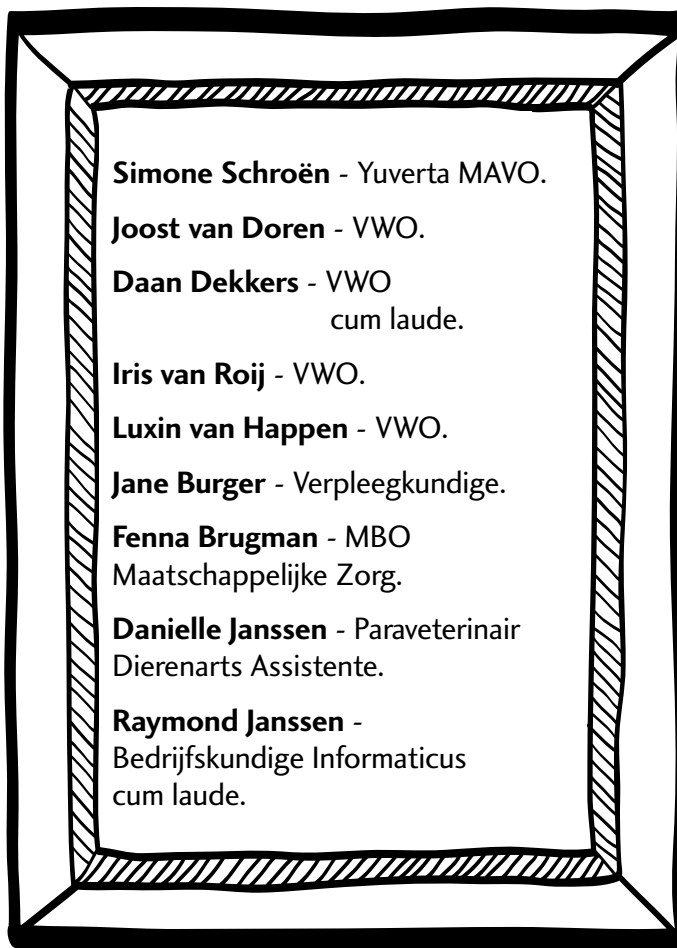 Simone Schroën - Yuverta MAVO.
Joost van Doren - VWO.
Daan Dekkers - VWO
cum laude.
Iris van Roij - VWO.
Luxin van Happen - VWO.
Jane Burger - Verpleegkundige.
Fenna Brugman - MBO
Maatschappelijke Zorg.
Danielle Janssen - Paraveterinair
Dierenarts Assistente.
Raymond Janssen -
Bedrijfskundige Informaticus
cum laude.